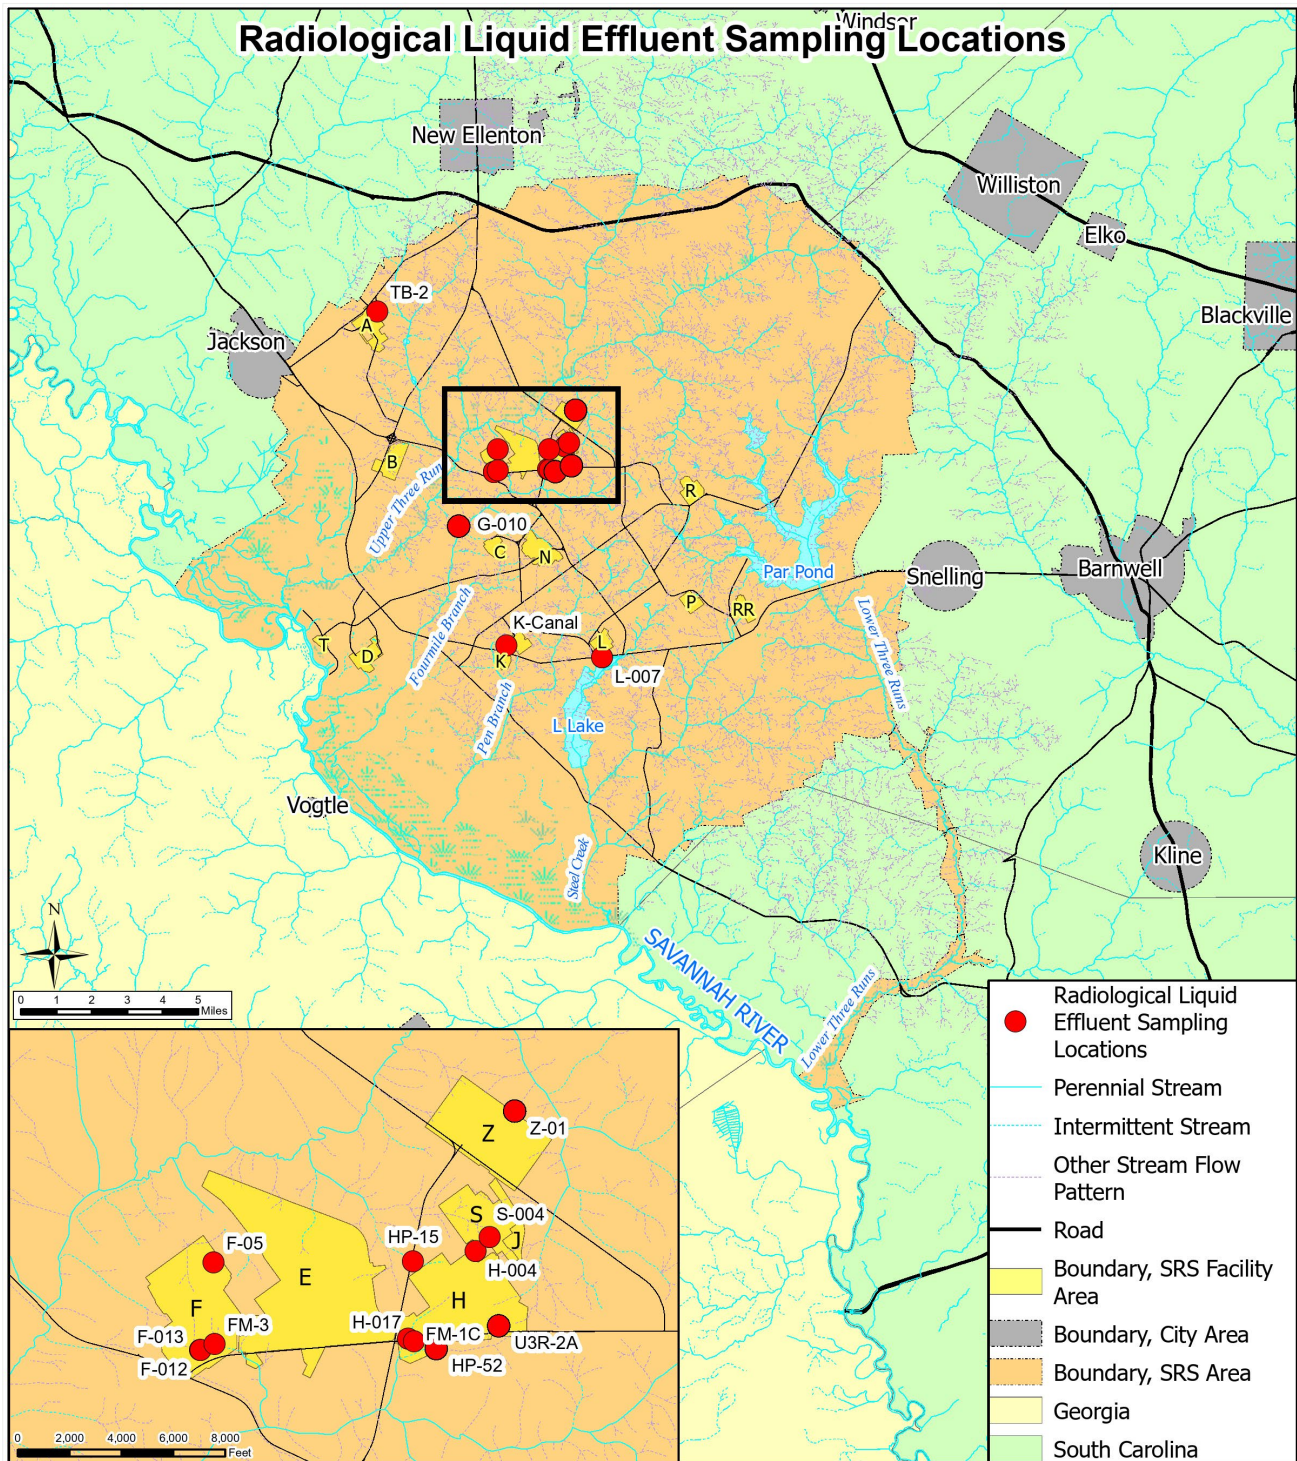 Windsor
Radiological Liquid Effluent Sampling Locations
New Ellenton
Williston
Elko
Blackville
TB-2
A
Jackson
B
Upper Three Run
R
G-010
C
N
Par Pond
Snelling
Barnwell
P
RR
Fourmile Branch
K-Canal
T
D
K
L
L-007
Lower Three Runs
Pen Branch
L Lake
Vogtle
Steel Creek
Kline
N
SAVANNAH RIVER
Lower Three Runs
0 1 2 3 4 5
Miles
Z
Z-01
S
S-004
J
HP-15
H-004
F-05
E
F
H
F-013
FM-3
H-017
FM-1C
U3R-2A
F-012
HP-52
0 2,000 4,000 6,000 8,000
Feet
Radiological Liquid
Effluent Sampling
Locations
Perennial Stream
Intermittent Stream
Other Stream Flow
Pattern
Road
Boundary, SRS Facility
Area
Boundary, City Area
Boundary, SRS Area
Georgia
South Carolina